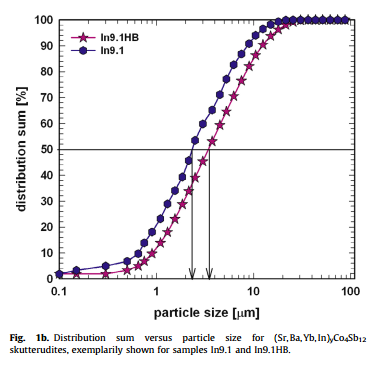 100
90
80
70
60
50
40
30
20
10
0
distribution sum [%]
In9.1HB
In9.1
0.1 1 10 100
particle size [μm]
Fig. 1b. Distribution sum versus particle size for (Sr,Ba,Yb,In)yCo4Sb12
skutterudites, exemplarily shown for samples In9.1 and In9.1HB.